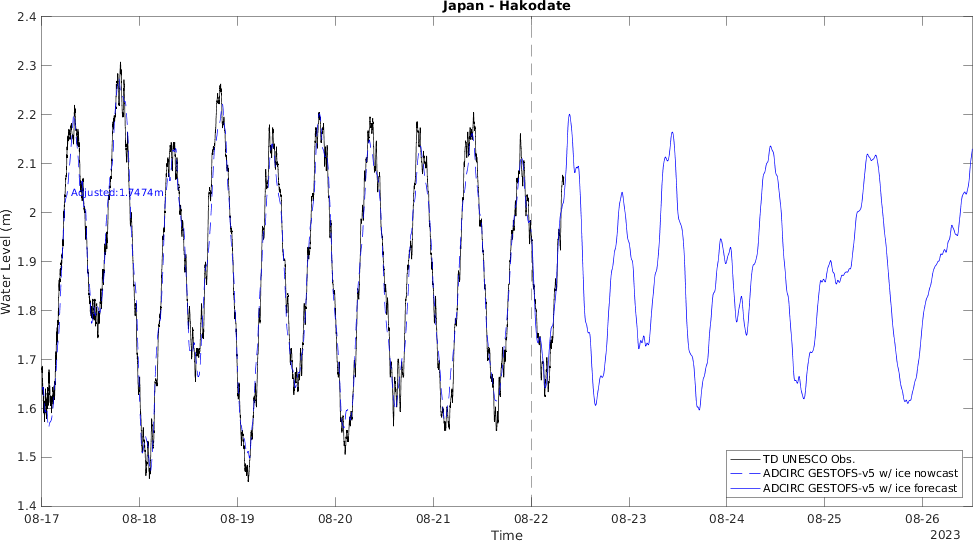 Japan - Hakodate
2.4
2.3
2.2
2.1
2
1.9
1.8
1.7
1.6
1.5
1.4
Water Level (m)
Adjusted:1.7474m
TD UNESCO Obs.
ADCIRC GESTOFS-v5 w/ ice nowcast
ADCIRC GESTOFS-v5 w/ ice forecast
08-17 08-18 08-19 08-20 08-21 08-22 08-23 08-24 08-25 08-26
Time
2023